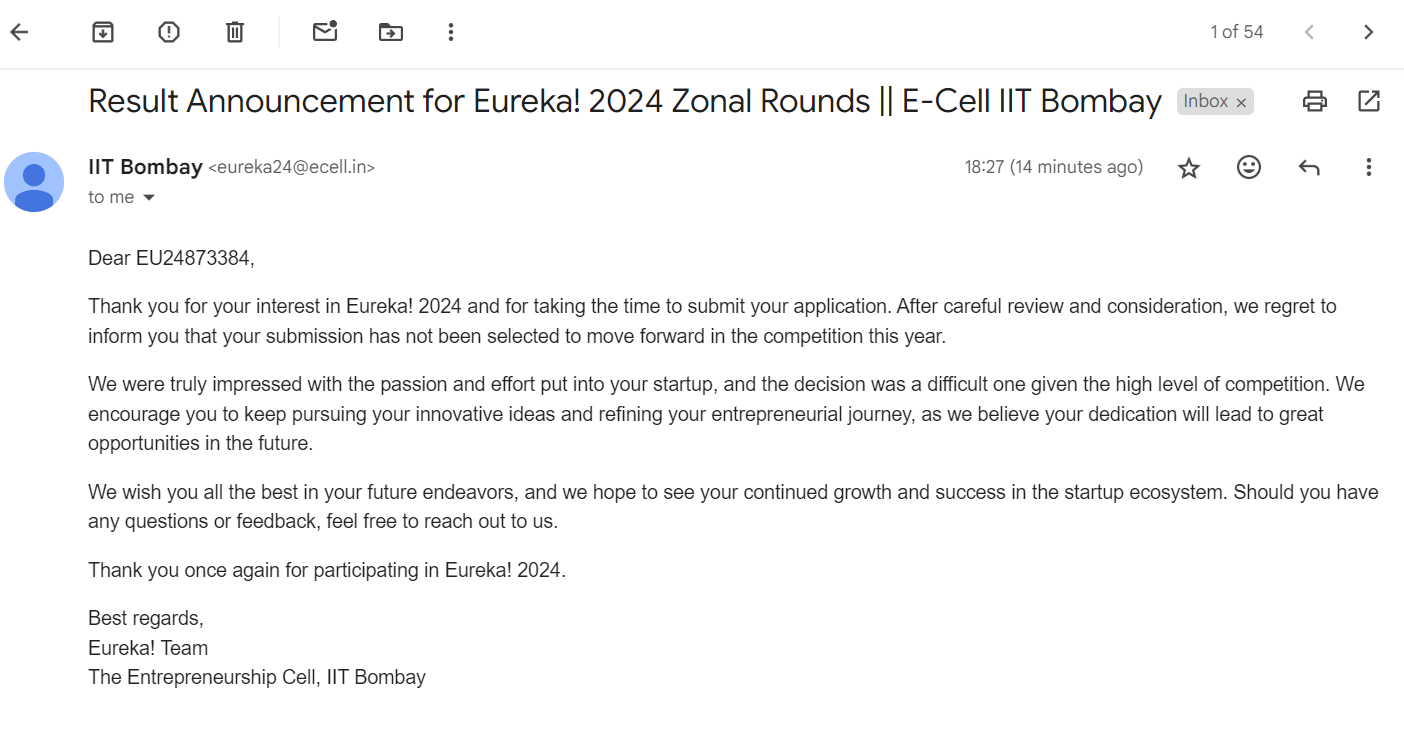 1 of 54
Result Announcement for Eureka! 2024 Zonal Rounds || E-Cell IIT Bombay Inbox ×
IIT Bombay <eureka24@ecell.in> 18:27 (14 minutes ago)
to me
Dear EU24873384,
Thank you for your interest in Eureka! 2024 and for taking the time to submit your application. After careful review and consideration, we regret to
inform you that your submission has not been selected to move forward in the competition this year.
We were truly impressed with the passion and effort put into your startup, and the decision was a difficult one given the high level of competition. We
encourage you to keep pursuing your innovative ideas and refining your entrepreneurial journey, as we believe your dedication will lead to great
opportunities in the future.
We wish you all the best in your future endeavors, and we hope to see your continued growth and success in the startup ecosystem. Should you have
any questions or feedback, feel free to reach out to us.
Thank you once again for participating in Eureka! 2024.
Best regards,
Eureka! Team
The Entrepreneurship Cell, IIT Bombay